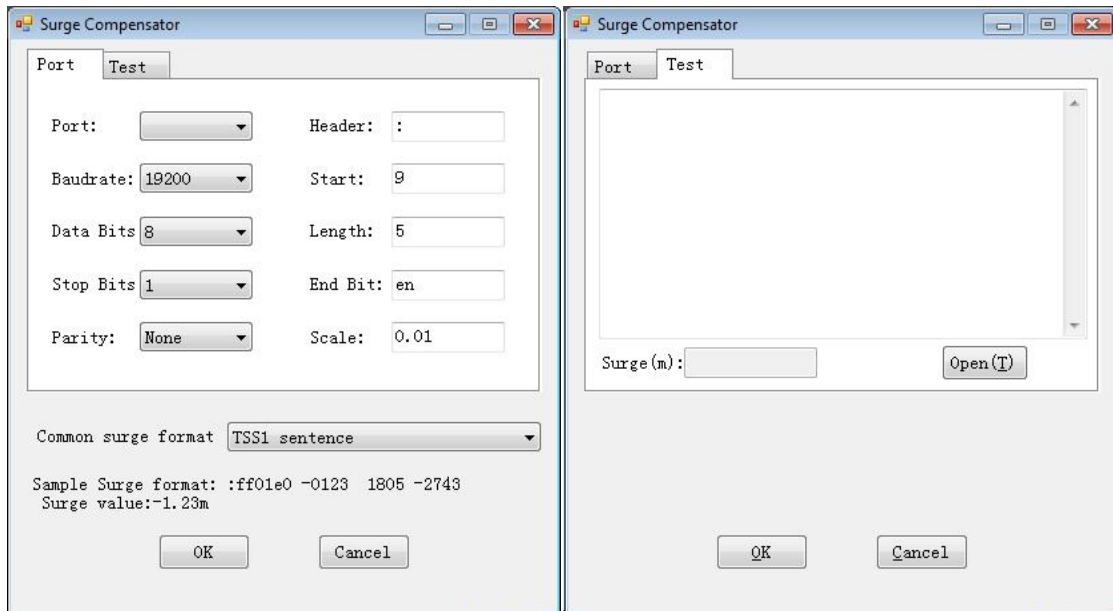 Surge Compensator
Port Test
Port: Header: :
Baudrate: 19200 Start: 9
Data Bits 8 Length: 5
Stop Bits 1 End Bit: en
Parity: None Scale: 0.01
Common surge format TSS1 sentence
Sample Surge format: :ff01e0 -0123  1805 -2743
Surge value:-1.23m
OK Cancel
Surge Compensator
Port Test
Surge(m): Open(T)
OK Cancel